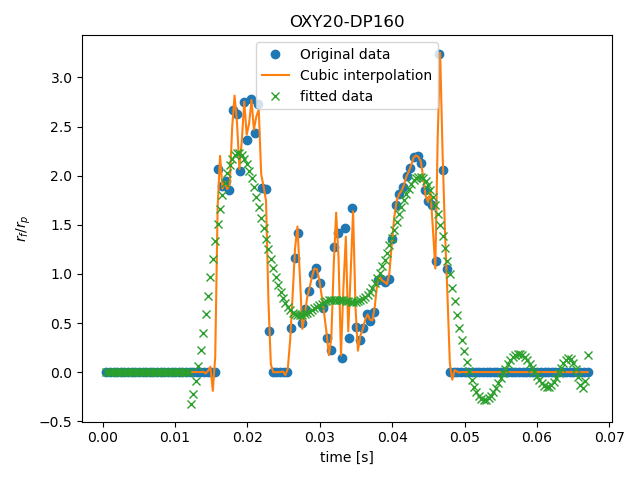 OXY20-DP160
Original data
Cubic interpolation
fitted data
3.0
2.5
2.0
1.5
1.0
0.5
0.0
−0.5
r_f/r_p
0.00 0.01 0.02 0.03 0.04 0.05 0.06 0.07
time [s]